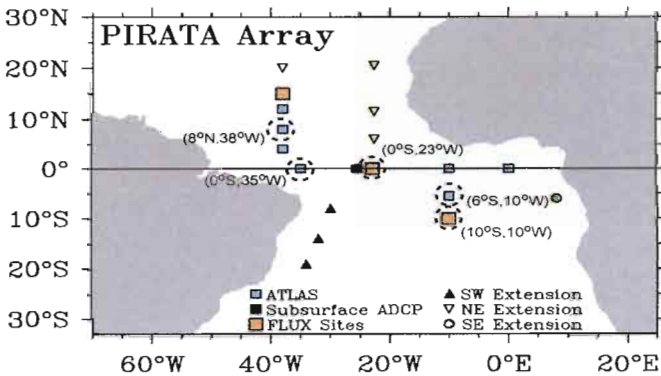 PIRATA Array
30°N
20°N
10°N
0°
10°S
20°S
30°S
(8°N.38°W)
(0°S,35°W)
(0°S,23°W)
(6°S,10°W)
(10°S,10°W)
ATLAS
Subsurface ADCP
FLUX Sites
SW Extension
NE Extension
SE Extension
60°W
40°W
20°W
0°E
20°E